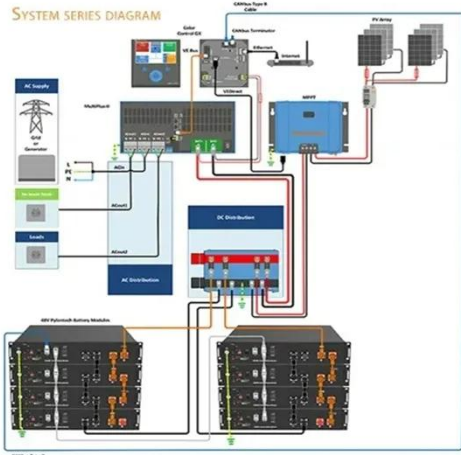 SYSTEM SERIES DIAGRAM
CANbus Type B
Cable
Color
Control GX
CANbus Terminator
PV Array
VE Bus
Ethernet
Internet
AC Supply
Grid
or
Generator
MultiPlus-II
VEDirect
MPPT
L
PE
N
ACin
ACout1
Loads
ACout2
AC Distribution
DC Distribution
48V Pylontech Battery Modules